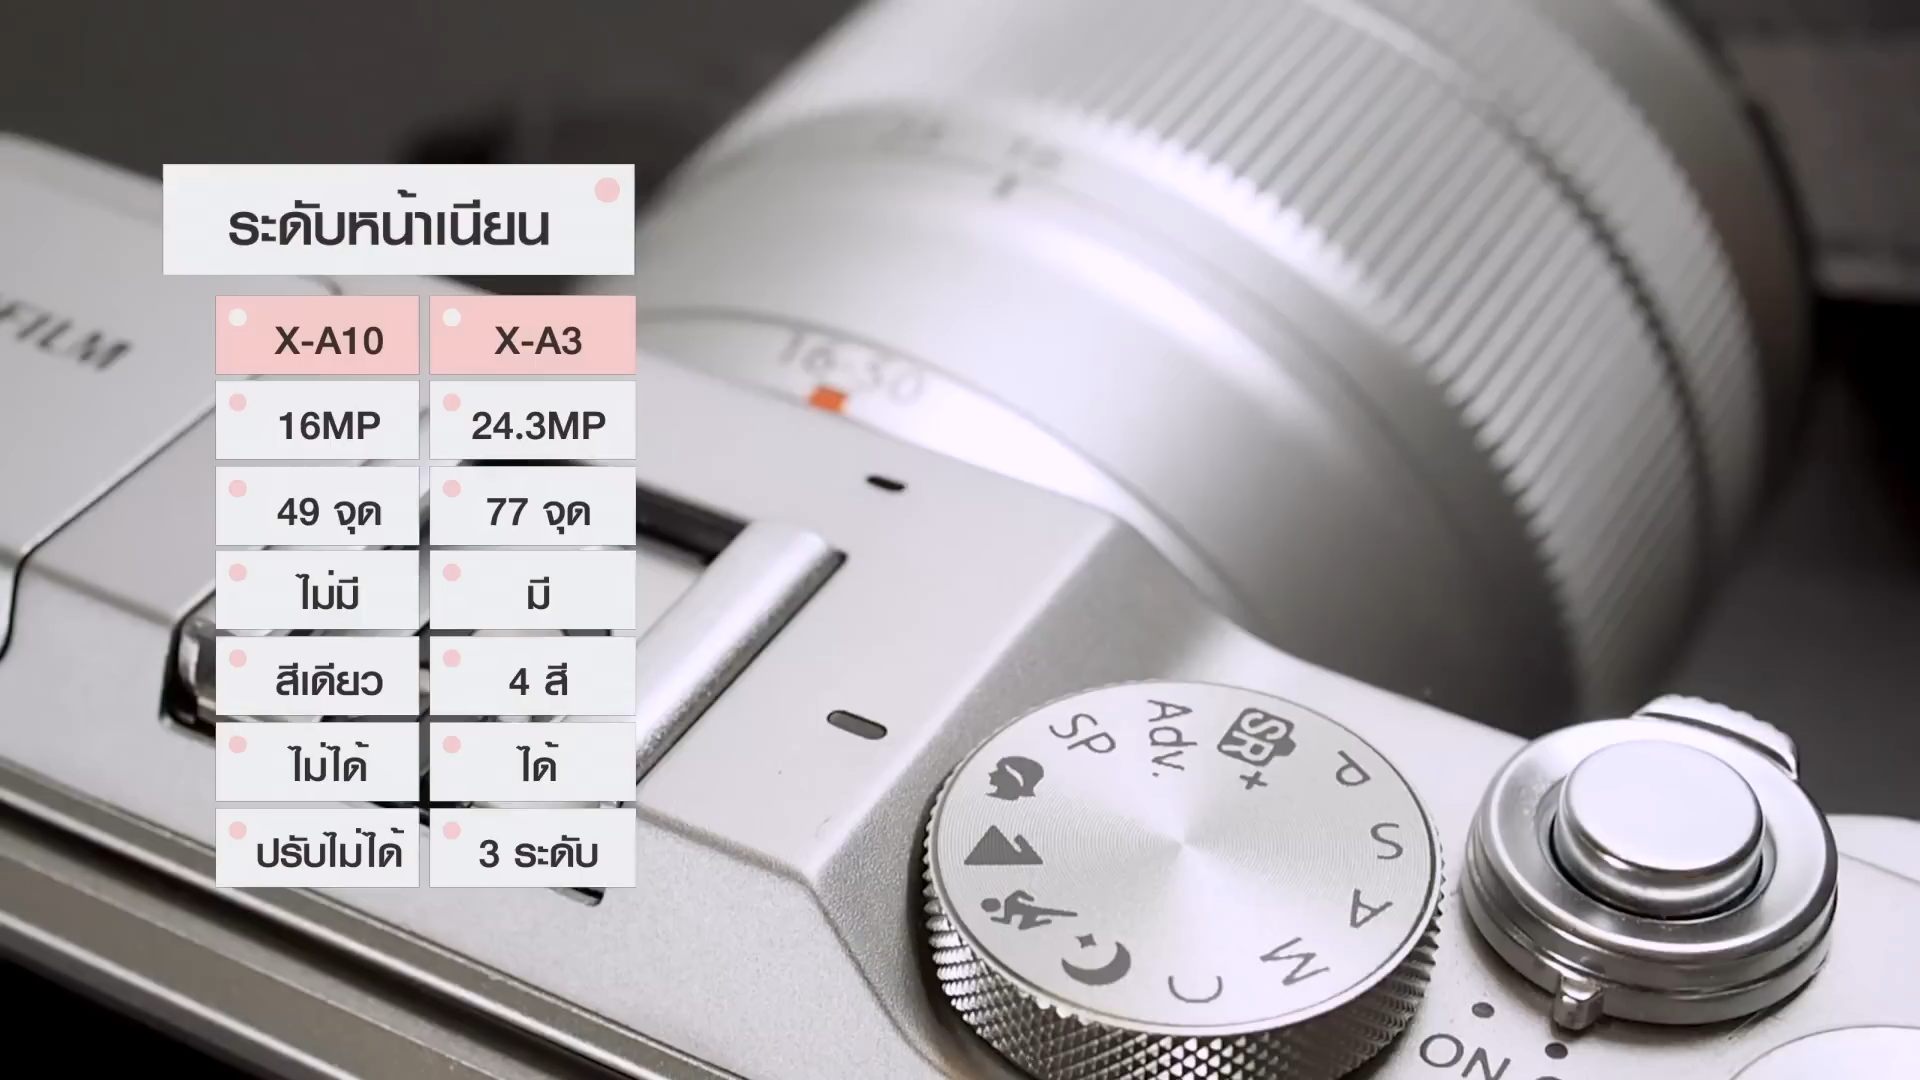 ระดับหน้าเนียน
X-A10 X-A3
16MP 24.3MP
49 จุด 77 จุด
ไม่มี มี
สีเดียว 4 สี
ไม่ได้ ได้
ปรับไม่ได้ 3 ระดับ
FILM
16-50
SP Adv. SR+ P S A M C
ON